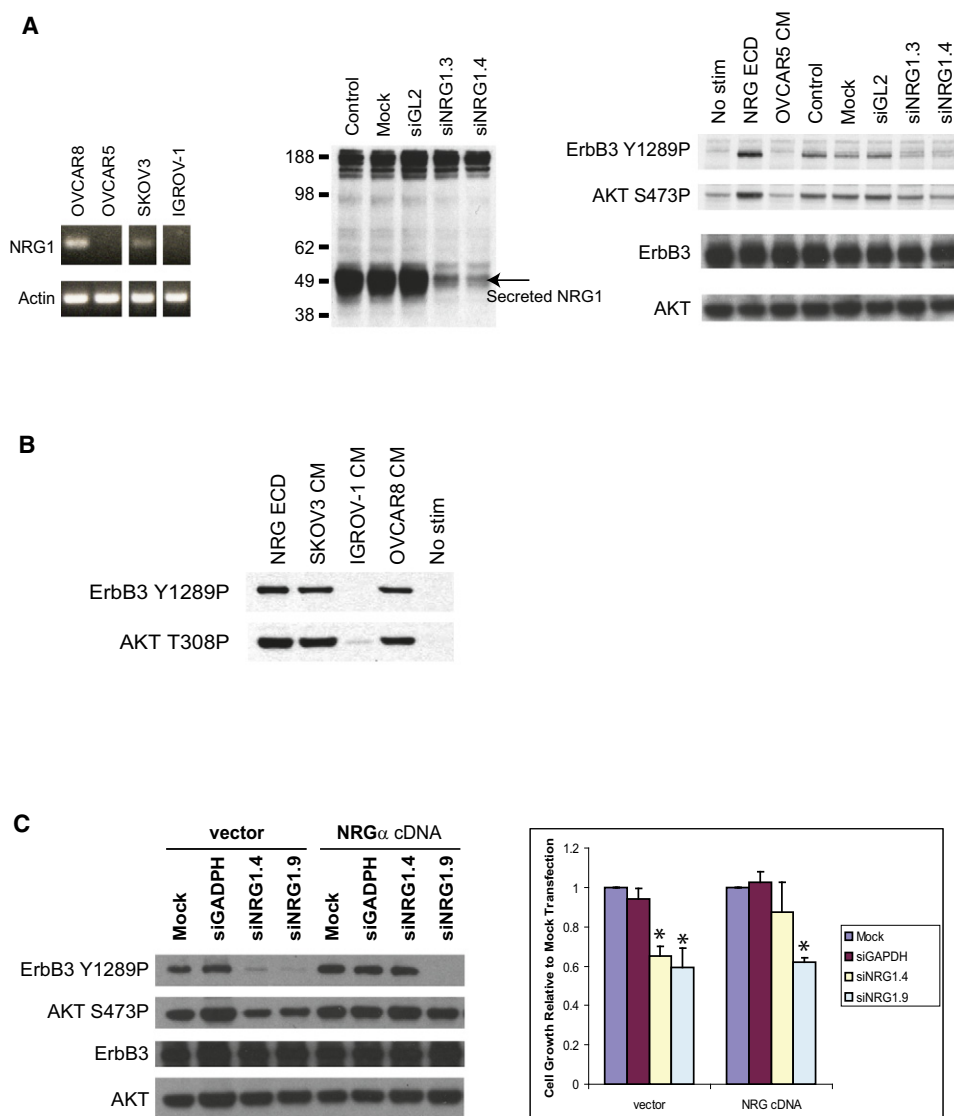 A
OVCAR8
OVCAR5
SKOV3
IGROV-1
NRG1
Actin
Control
Mock
siGL2
siNRG1.3
siNRG1.4
188
98
62
49
38
Secreted NRG1
No stim
NRG ECD
OVCAR5 CM
Control
Mock
siGL2
siNRG1.3
siNRG1.4
ErbB3 Y1289P
AKT S473P
ErbB3
AKT
B
NRG ECD
SKOV3 CM
IGROV-1 CM
OVCAR8 CM
No stim
ErbB3 Y1289P
AKT T308P
C
vector
NRGα cDNA
Mock
siGADPH
siNRG1.4
siNRG1.9
Mock
siGADPH
siNRG1.4
siNRG1.9
ErbB3 Y1289P
AKT S473P
ErbB3
AKT
Cell Growth Relative to Mock Transfection
1.2
1
0.8
0.6
0.4
0.2
0
*
*
*
vector
NRG cDNA
Mock
siGAPDH
siNRG1.4
siNRG1.9